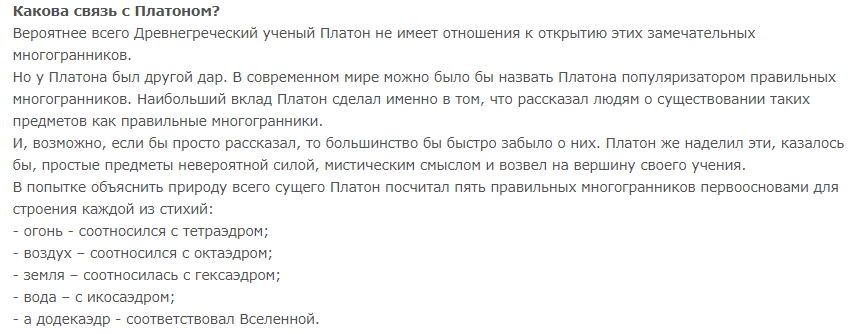 Какова связь с Платоном?
Вероятнее всего Древнегреческий ученый Платон не имеет отношения к открытию этих замечательных
многогранников.
Но у Платона был другой дар. В современном мире можно было бы назвать Платона популяризатором правильных
многогранников. Наибольший вклад Платон сделал именно в том, что рассказал людям о существовании таких
предметов как правильные многогранники.
И, возможно, если бы просто рассказал, то большинство бы быстро забыло о них. Платон же наделил эти, казалось
бы, простые предметы невероятной силой, мистическим смыслом и возвел на вершину своего учения.
В попытке объяснить природу всего сущего Платон посчитал пять правильных многогранников первоосновами для
строения каждой из стихий:
- огонь - соотносился с тетраэдром;
- воздух – соотносился с октаэдром;
- земля – соотносилась с гексаэдром;
- вода – с икосаэдром;
- а додекаэдр - соответствовал Вселенной.